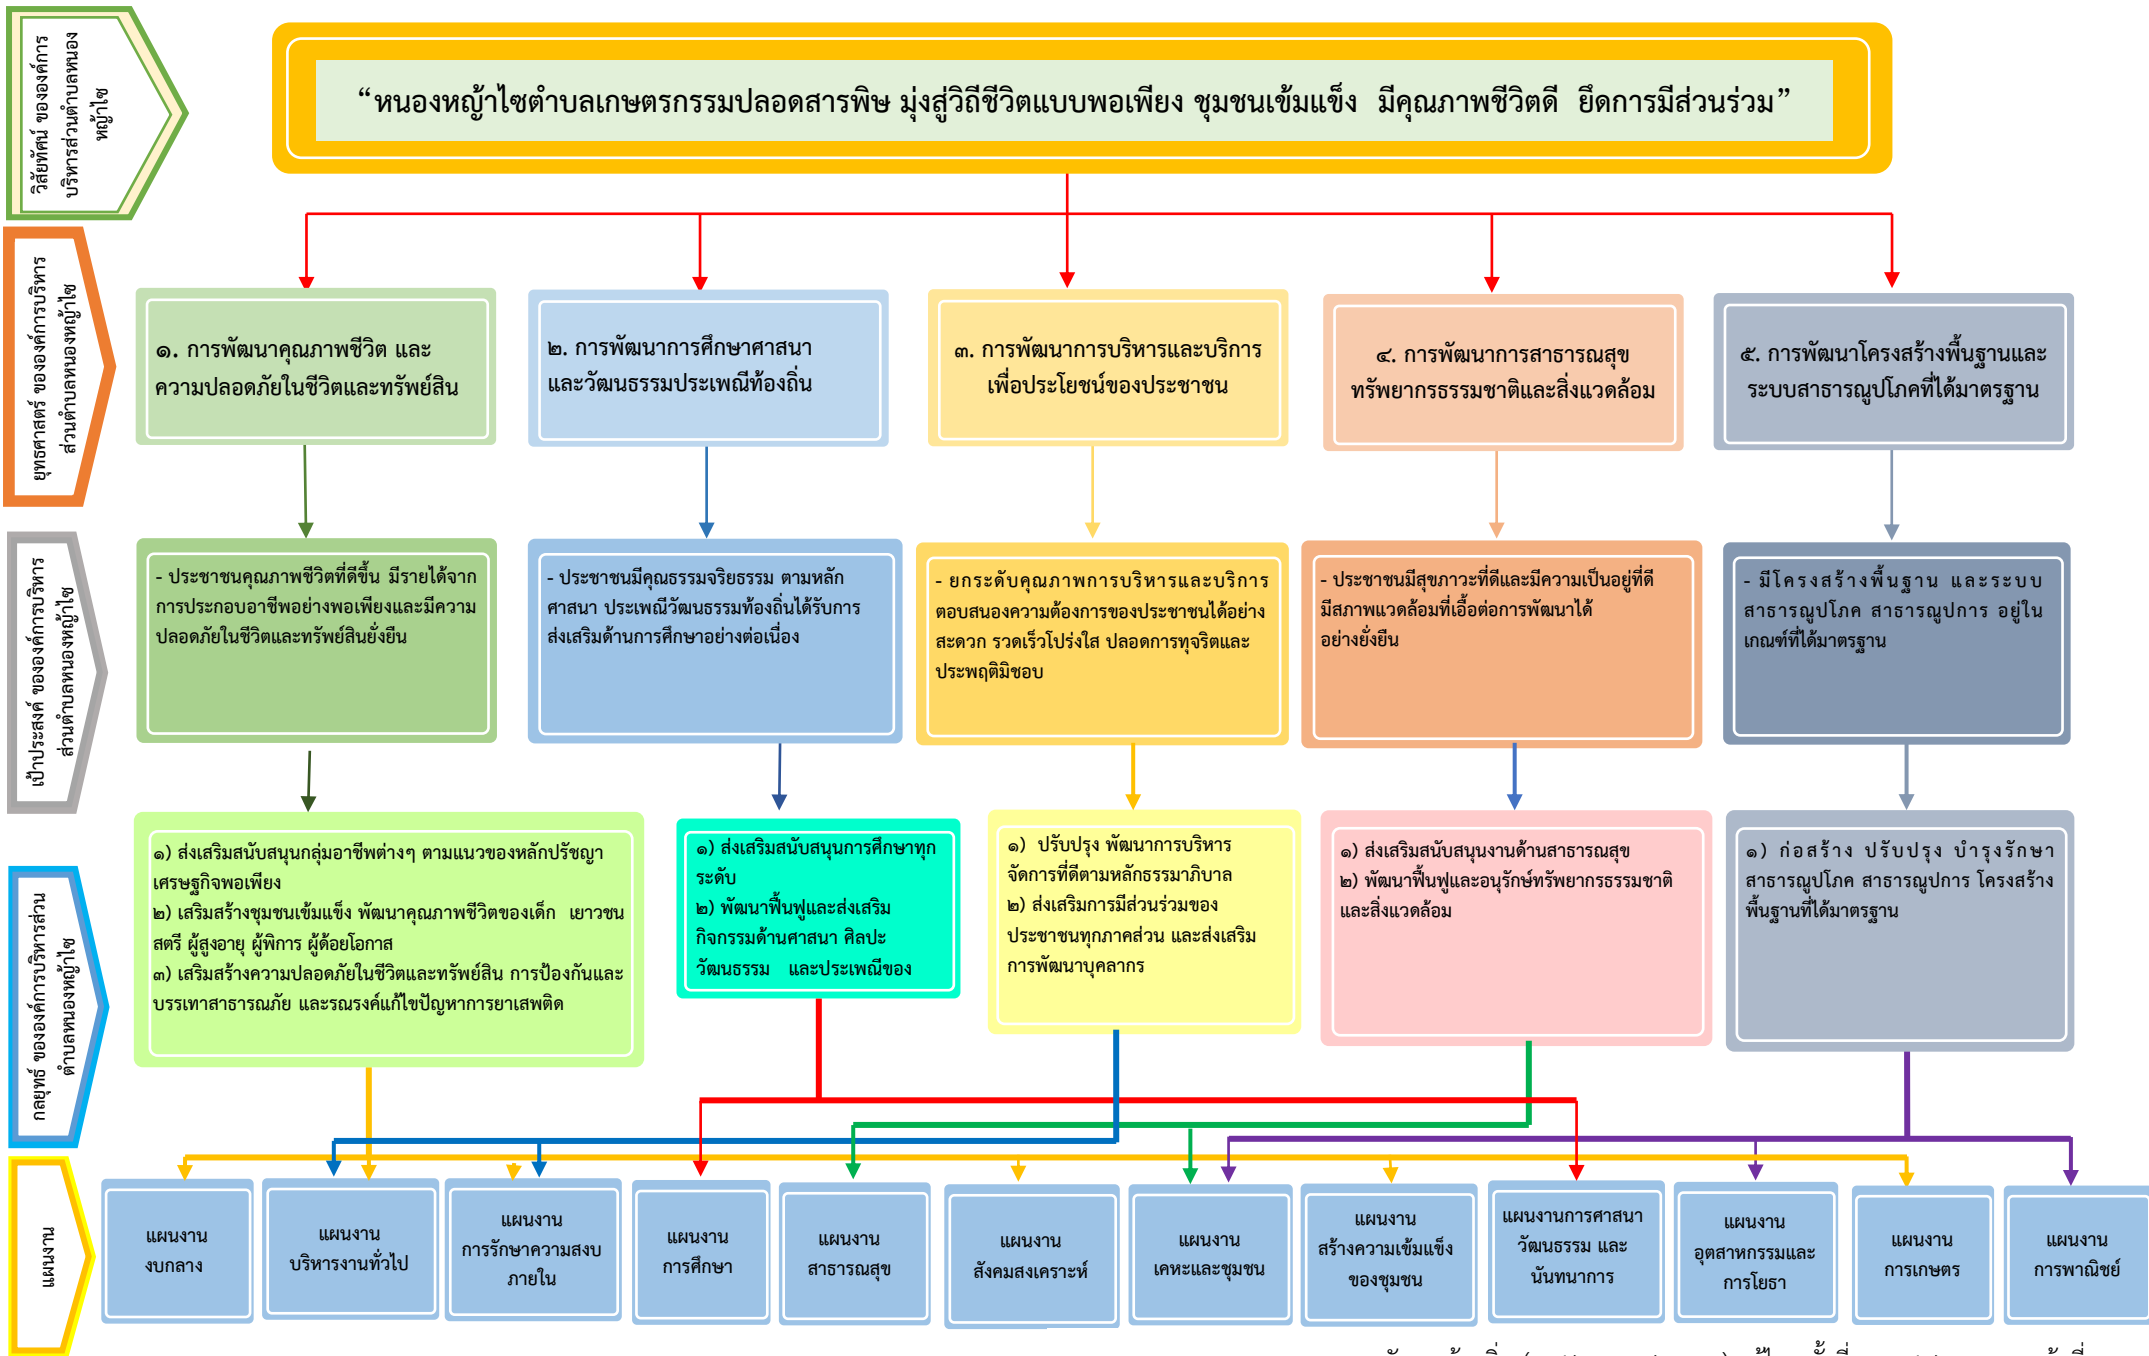 วิสัยทัศน์ ขององค์การ
บริหารส่วนตำบลหนอง
หญ้าไซ
“หนองหญ้าไซตำบลเกษตรกรรมปลอดสารพิษ มุ่งสู่วิถีชีวิตแบบพอเพียง ชุมชนเข้มแข็ง มีคุณภาพชีวิตดี ยึดการมีส่วนร่วม”
ยุทธศาสตร์ ขององค์การบริหาร
ส่วนตำบลหนองหญ้าไซ
๑. การพัฒนาคุณภาพชีวิต และ
ความปลอดภัยในชีวิตและทรัพย์สิน
๒. การพัฒนาการศึกษาศาสนา
และวัฒนธรรมประเพณีท้องถิ่น
๓. การพัฒนาการบริหารและบริการ
เพื่อประโยชน์ของประชาชน
๔. การพัฒนาการสาธารณสุข
ทรัพยากรธรรมชาติและสิ่งแวดล้อม
๕. การพัฒนาโครงสร้างพื้นฐานและ
ระบบสาธารณูปโภคที่ได้มาตรฐาน
เป้าประสงค์ ขององค์การบริหาร
ส่วนตำบลหนองหญ้าไซ
- ประชาชนคุณภาพชีวิตที่ดีขึ้น มีรายได้จาก
การประกอบอาชีพอย่างพอเพียงและมีความ
ปลอดภัยในชีวิตและทรัพย์สินยั่งยืน
- ประชาชนมีคุณธรรมจริยธรรม ตามหลัก
ศาสนา ประเพณีวัฒนธรรมท้องถิ่นได้รับการ
ส่งเสริมด้านการศึกษาอย่างต่อเนื่อง
- ยกระดับคุณภาพการบริหารและบริการ
ตอบสนองความต้องการของประชาชนได้อย่าง
สะดวก รวดเร็วโปร่งใส ปลอดการทุจริตและ
ประพฤติมิชอบ
- ประชาชนมีสุขภาวะที่ดีและมีความเป็นอยู่ที่ดี
มีสภาพแวดล้อมที่เอื้อต่อการพัฒนาได้
อย่างยั่งยืน
- มีโครงสร้างพื้นฐาน และระบบ
สาธารณูปโภค สาธารณูปการ อยู่ใน
เกณฑ์ที่ได้มาตรฐาน
กลยุทธ์ ขององค์การบริหารส่วน
ตำบลหนองหญ้าไซ
๑) ส่งเสริมสนับสนุนกลุ่มอาชีพต่างๆ ตามแนวของหลักปรัชญา
เศรษฐกิจพอเพียง
๒) เสริมสร้างชุมชนเข้มแข็ง พัฒนาคุณภาพชีวิตของเด็ก เยาวชน
สตรี ผู้สูงอายุ ผู้พิการ ผู้ด้อยโอกาส
๓) เสริมสร้างความปลอดภัยในชีวิตและทรัพย์สิน การป้องกันและ
บรรเทาสาธารณภัย และรณรงค์แก้ไขปัญหาการยาเสพติด
๑) ส่งเสริมสนับสนุนการศึกษาทุก
ระดับ
๒) พัฒนาฟื้นฟูและส่งเสริม
กิจกรรมด้านศาสนา ศิลปะ
วัฒนธรรม และประเพณีของ
๑) ปรับปรุง พัฒนาการบริหาร
จัดการที่ดีตามหลักธรรมาภิบาล
๒) ส่งเสริมการมีส่วนร่วมของ
ประชาชนทุกภาคส่วน และส่งเสริม
การพัฒนาบุคลากร
๑) ส่งเสริมสนับสนุนงานด้านสาธารณสุข
๒) พัฒนาฟื้นฟูและอนุรักษ์ทรัพยากรธรรมชาติ
และสิ่งแวดล้อม
๑) ก่อสร้าง ปรับปรุง บำรุงรักษา
สาธารณูปโภค สาธารณูปการ โครงสร้าง
พื้นฐานที่ได้มาตรฐาน
แผนงาน
แผนงาน
งบกลาง
แผนงาน
บริหารงานทั่วไป
แผนงาน
การรักษาความสงบ
ภายใน
แผนงาน
การศึกษา
แผนงาน
สาธารณสุข
แผนงาน
สังคมสงเคราะห์
แผนงาน
เคหะและชุมชน
แผนงาน
สร้างความเข้มแข็ง
ของชุมชน
แผนงานการศาสนา
วัฒนธรรม และ
นันทนาการ
แผนงาน
อุตสาหกรรมและ
การโยธา
แผนงาน
การเกษตร
แผนงาน
การพาณิชย์